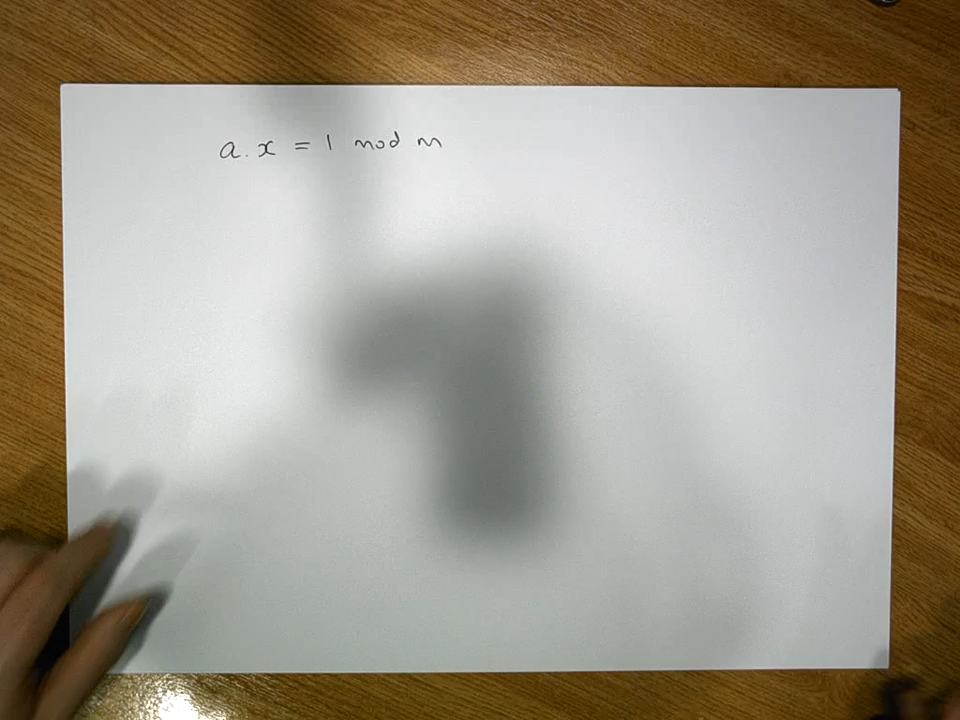 a.x = 1 mod m